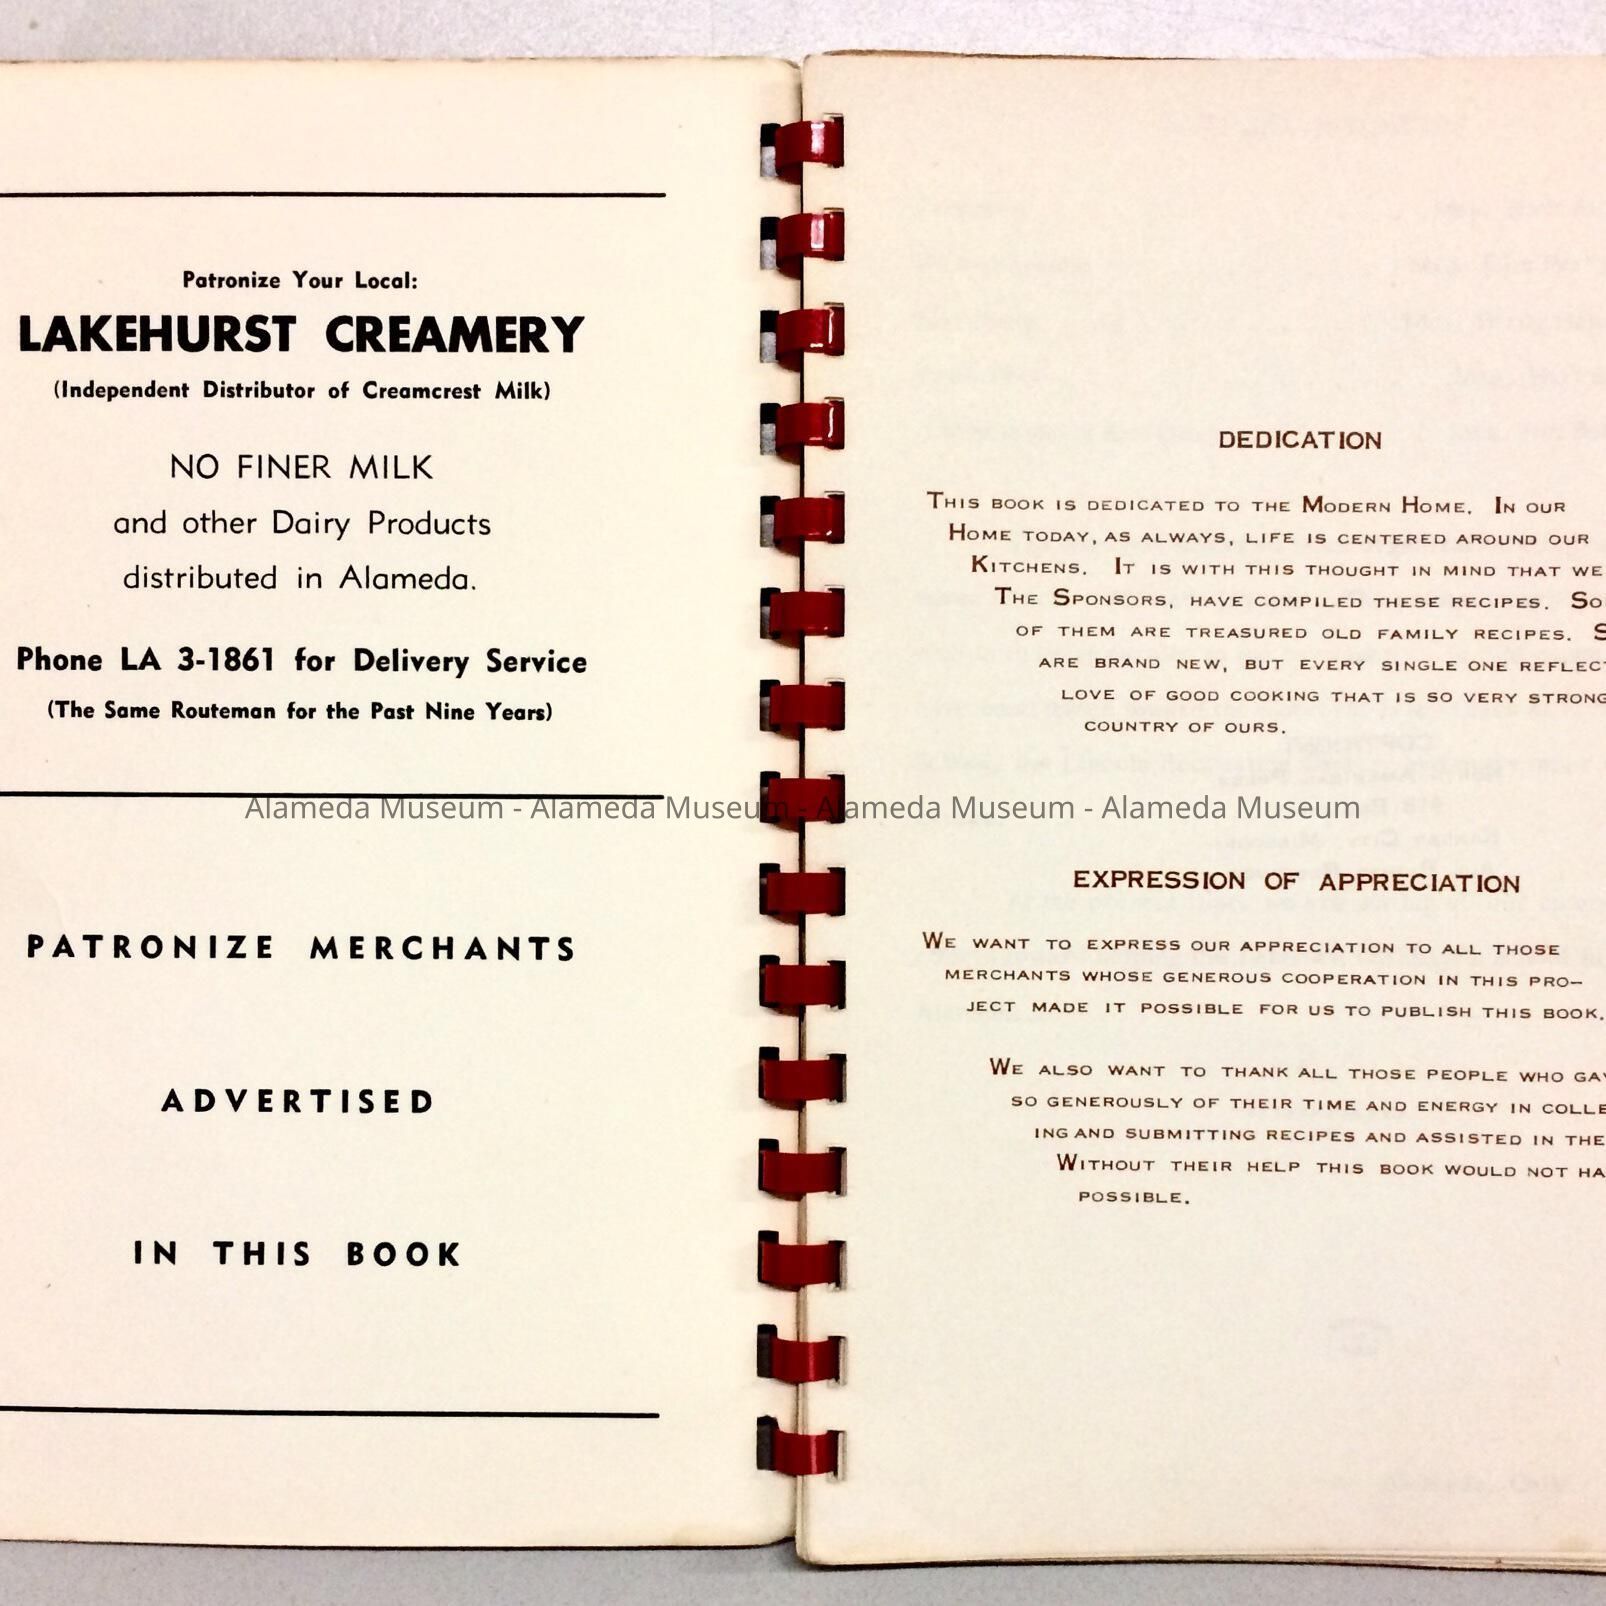 Patronize Your Local:
LAKEHURST CREAMERY
(Independent Distributor of Creamcrest Milk)
NO FINER MILK
and other Dairy Products
distributed in Alameda.
Phone LA 3-1861 for Delivery Service
(The Same Routeman for the Past Nine Years)
PATRONIZE MERCHANTS
ADVERTISED
IN THIS BOOK
DEDICATION
THIS BOOK IS DEDICATED TO THE MODERN HOME. IN OUR
HOME TODAY, AS ALWAYS, LIFE IS CENTERED AROUND OUR
KITCHENS. IT IS WITH THIS THOUGHT IN MIND THAT WE
THE SPONSORS, HAVE COMPILED THESE RECIPES. SO
OF THEM ARE TREASURED OLD FAMILY RECIPES. S
ARE BRAND NEW, BUT EVERY SINGLE ONE REFLECT
LOVE OF GOOD COOKING THAT IS SO VERY STRONG
COUNTRY OF OURS.
EXPRESSION OF APPRECIATION
WE WANT TO EXPRESS OUR APPRECIATION TO ALL THOSE
MERCHANTS WHOSE GENEROUS COOPERATION IN THIS PRO-
JECT MADE IT POSSIBLE FOR US TO PUBLISH THIS BOOK.
WE ALSO WANT TO THANK ALL THOSE PEOPLE WHO GAV
SO GENEROUSLY OF THEIR TIME AND ENERGY IN COLLE
ING AND SUBMITTING RECIPES AND ASSISTED IN THE
WITHOUT THEIR HELP THIS BOOK WOULD NOT HA
POSSIBLE.
Alameda Museum - Alameda Museum - Alameda Museum - Alameda Museum